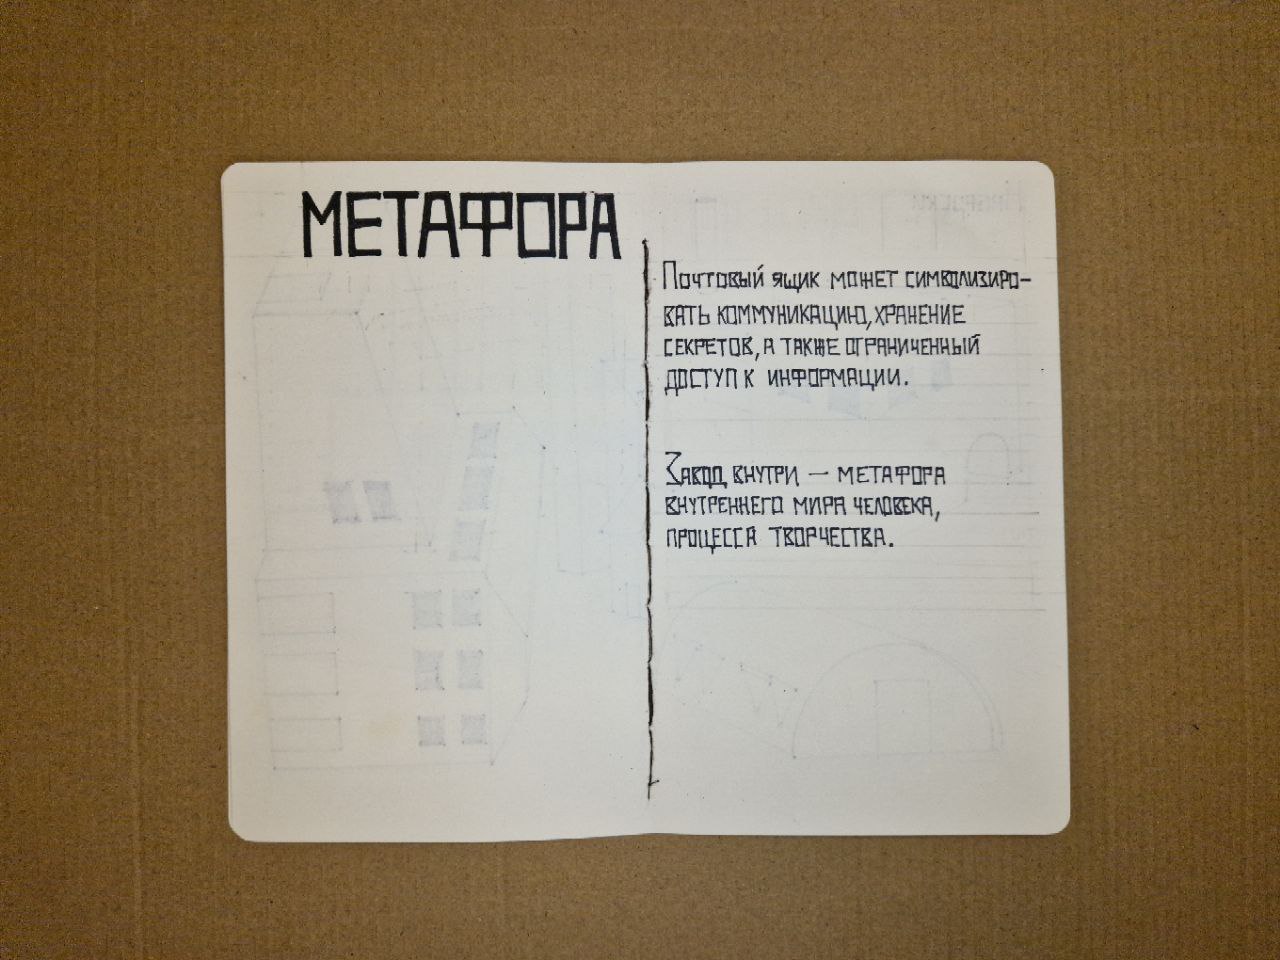 МЕТАФОРА
Почтовый ящик может символизиро-
вать коммуникацию, хранение
секретов, а также ограниченный
доступ к информации.
Завод внутри — метафора
внутреннего мира человека,
процесса творчества.